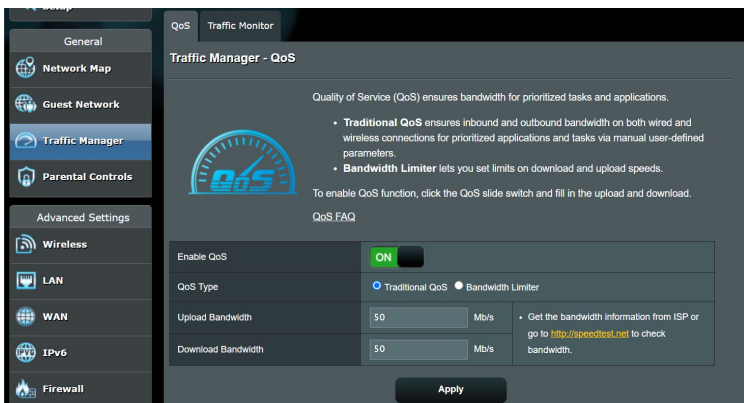 QoS
Traffic Monitor
General
Network Map
Guest Network
Traffic Manager
Parental Controls
Advanced Settings
Wireless
LAN
WAN
IPv6
Firewall
Traffic Manager - QoS
Quality of Service (QoS) ensures bandwidth for prioritized tasks and applications.
• Traditional QoS ensures inbound and outbound bandwidth on both wired and
wireless connections for prioritized applications and tasks via manual user-defined
parameters.
• Bandwidth Limiter lets you set limits on download and upload speeds.
To enable QoS function, click the QoS slide switch and fill in the upload and download.
QoS FAQ
QoS
Enable QoS
ON
QoS Type
Traditional QoS
Bandwidth Limiter
Upload Bandwidth
50
Mb/s
Download Bandwidth
50
Mb/s
• Get the bandwidth information from ISP or
go to http://speedtest.net to check
bandwidth.
Apply